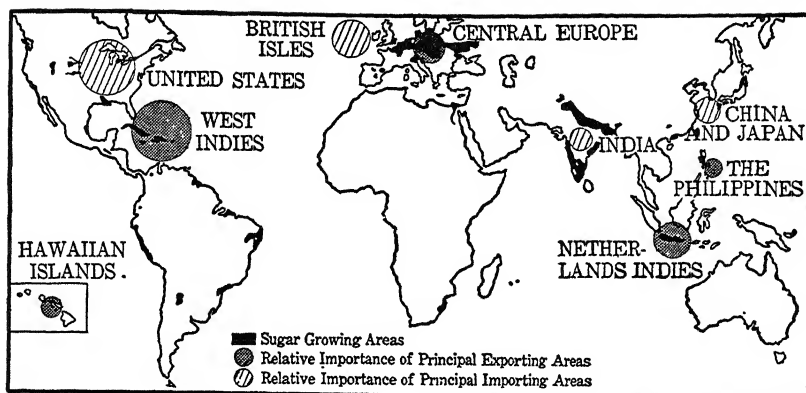 BRITISH
ISLES
CENTRAL EUROPE
UNITED STATES
WEST
INDIES
CHINA
AND JAPAN
INDIA
THE
PHILIPPINES
HAWAIIAN
ISLANDS.
NETHER-
LANDS INDIES
Sugar Growing Areas
Relative Importance of Principal Exporting Areas
Relative Importance of Principal Importing Areas